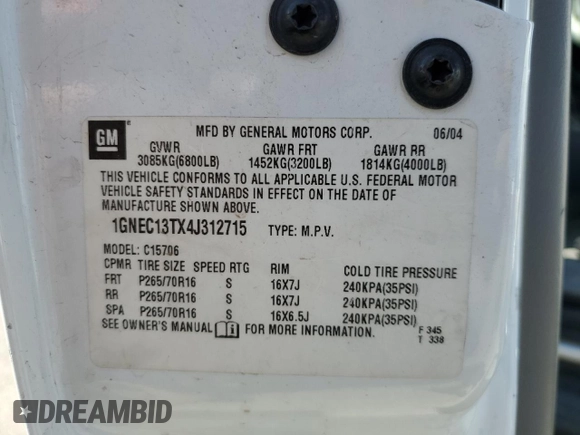 GM
MFD BY GENERAL MOTORS CORP. 06/04
GVWR GAWR FRT GAWR RR
3085KG(6800LB) 1452KG(3200LB) 1814KG(4000LB)
THIS VEHICLE CONFORMS TO ALL APPLICABLE U.S. FEDERAL MOTOR
VEHICLE SAFETY STANDARDS IN EFFECT ON THE DATE OF
MANUFACTURE SHOWN ABOVE.
1GNEC13TX4J312715 TYPE: M.P.V.
MODEL: C15706
CPMR TIRE SIZE SPEED RTG RIM COLD TIRE PRESSURE
FRT P265/70R16 S 16X7J 240KPA(35PSI)
RR P265/70R16 S 16X7J 240KPA(35PSI)
SPA P265/70R16 S 16X6.5J 240KPA(35PSI)
SEE OWNER'S MANUAL FOR MORE INFORMATION. F 345
T 338
DREAMBID